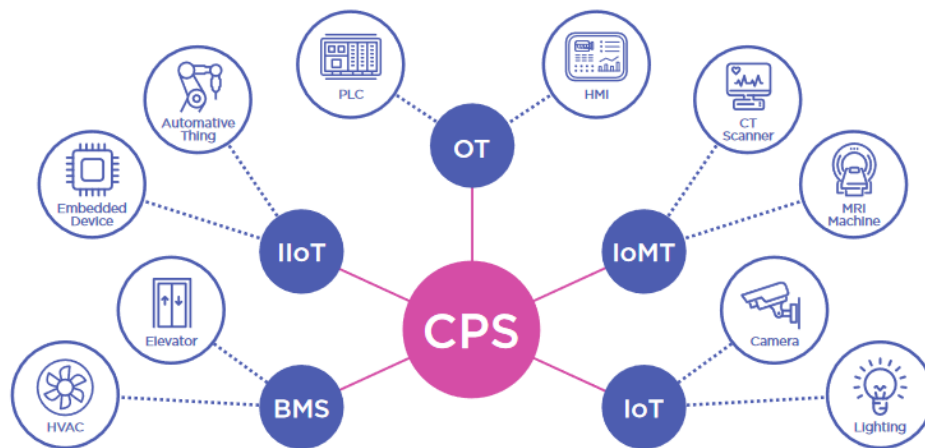 PLC
HMI
Automative
Thing
OT
CT
Scanner
Embedded
Device
MRI
Machine
IIoT
IoMT
CPS
Elevator
Camera
HVAC
BMS
IoT
Lighting